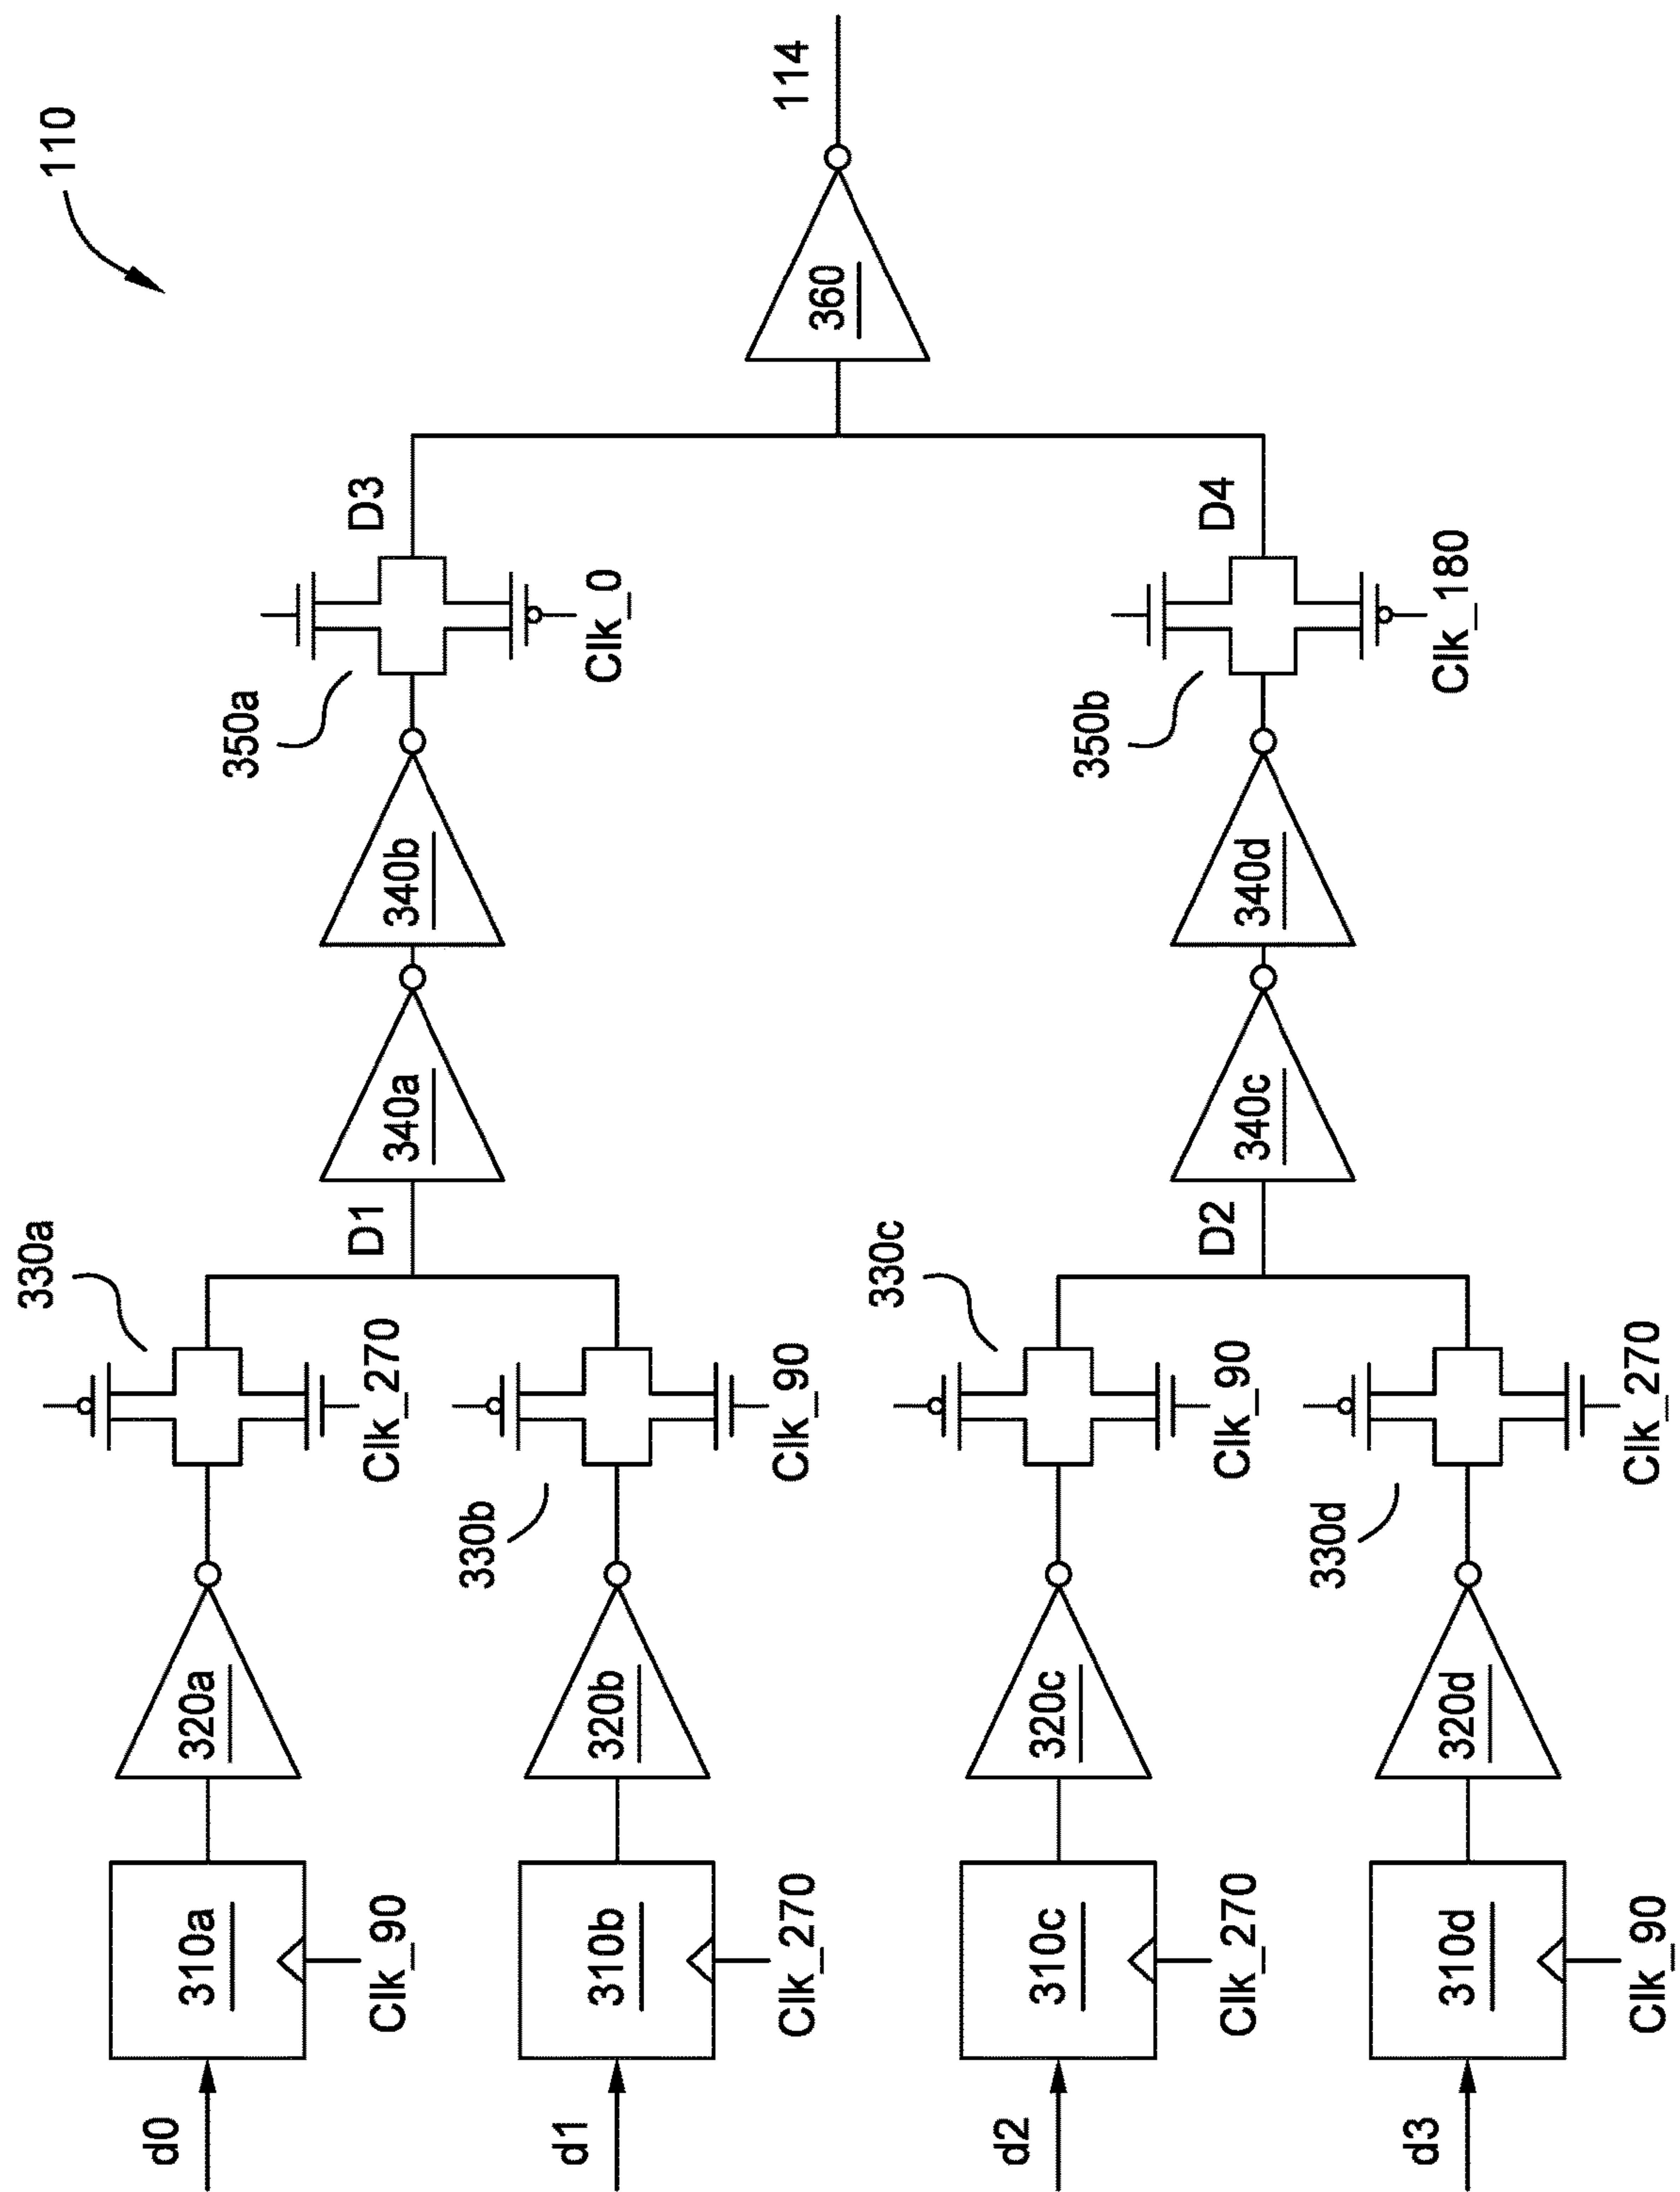 110
d0
310a
Clk_90
320a
330a
Clk_270
D1
340a
340b
350a
Clk_0
D3
d1
310b
Clk_270
320b
330b
Clk_90
360
114
d2
310c
Clk_270
320c
330c
Clk_90
D2
340c
340d
350b
Clk_180
D4
d3
310d
Clk_90
320d
330d
Clk_270